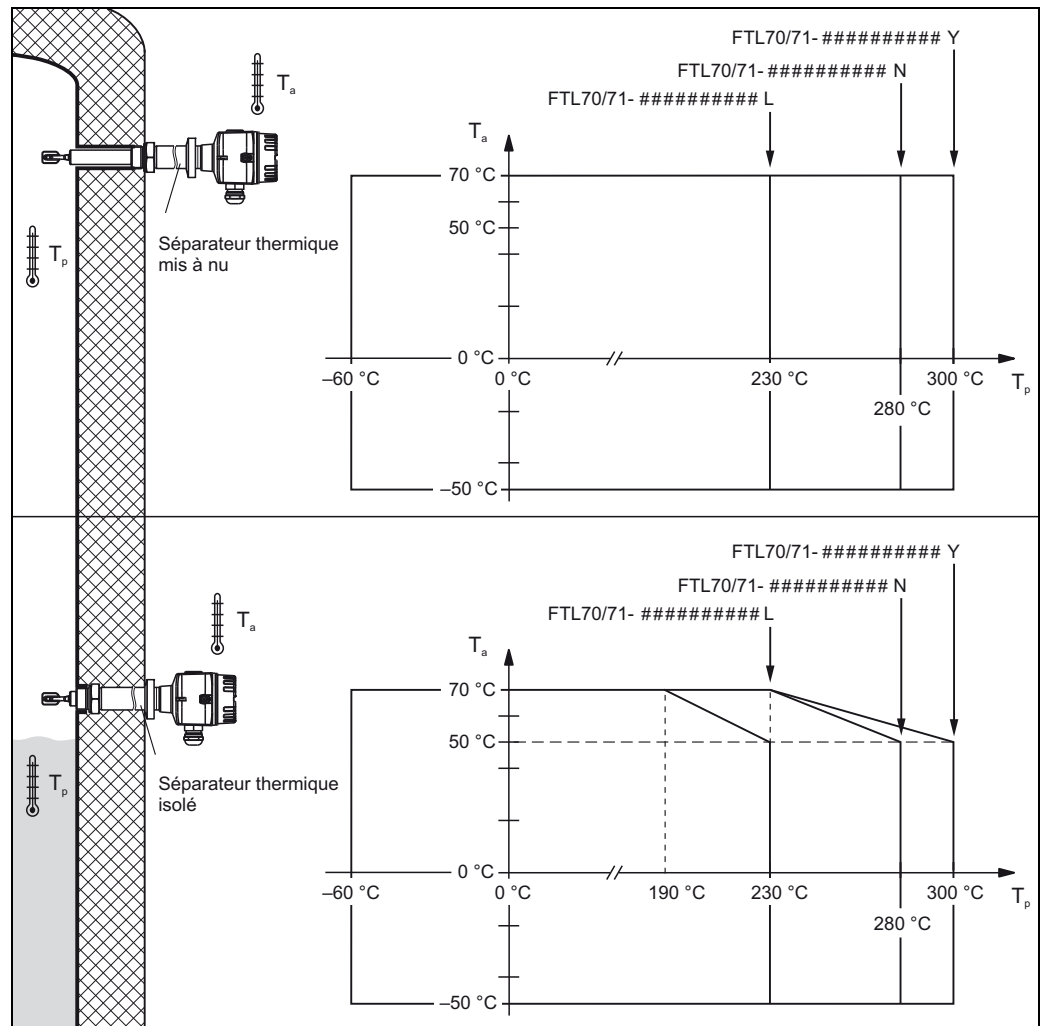 FTL70/71- ########## Y
FTL70/71- ########## N
FTL70/71- ########## L
Tₐ
Tₐ
70 °C
50 °C
Tₚ
Séparateur thermique
mis à nu
0 °C
–60 °C
0 °C
230 °C
300 °C
Tₚ
280 °C
–50 °C
FTL70/71- ########## Y
FTL70/71- ########## N
FTL70/71- ########## L
Tₐ
Tₐ
70 °C
50 °C
Tₚ
Séparateur thermique
isolé
0 °C
–60 °C
0 °C
190 °C
230 °C
300 °C
Tₚ
280 °C
–50 °C